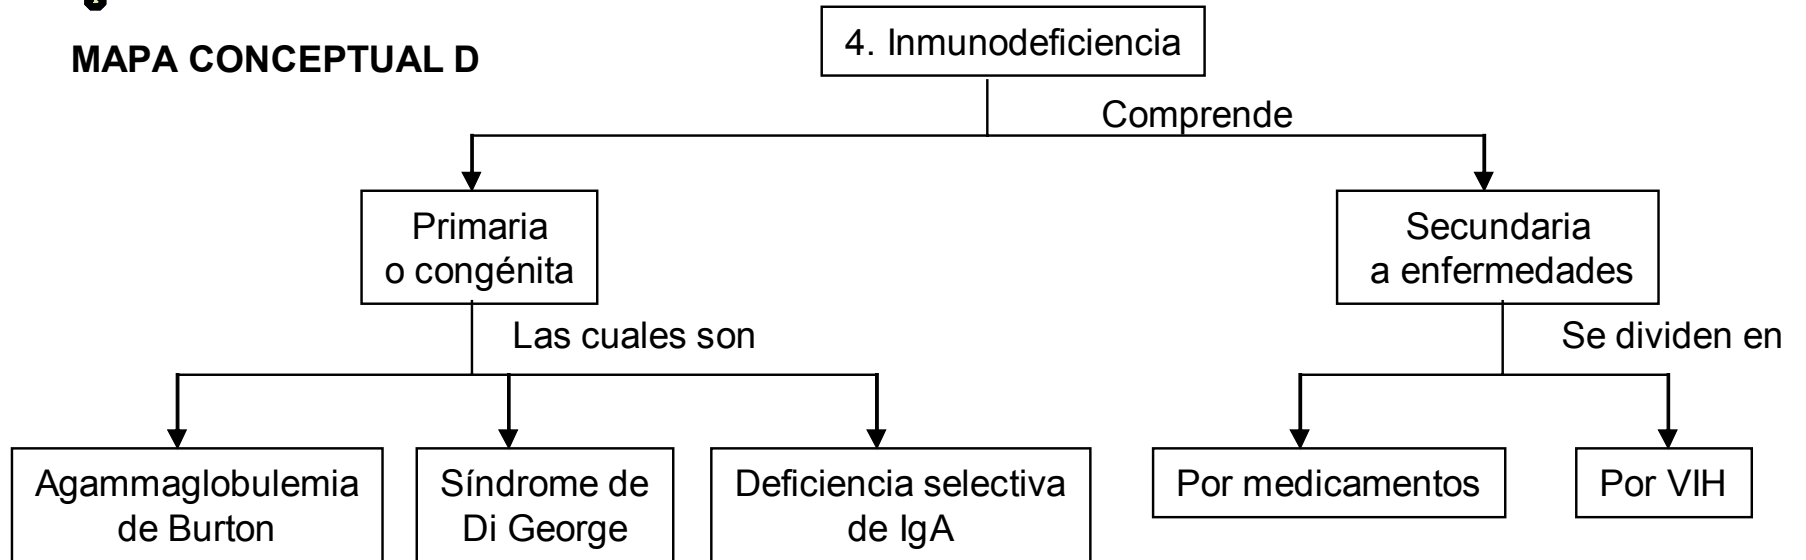 MAPA CONCEPTUAL D
4. Inmunodeficiencia
Comprende
Primaria
o congénita
Secundaria
a enfermedades
Las cuales son
Se dividen en
Agammaglobulemia
de Burton
Síndrome de
Di George
Deficiencia selectiva
de IgA
Por medicamentos
Por VIH